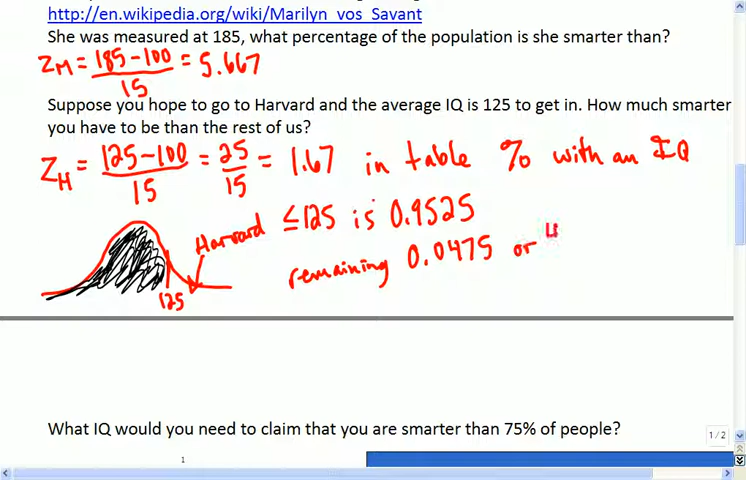 http://en.wikipedia.org/wiki/Marilyn_vos_Savant
She was measured at 185, what percentage of the population is she smarter than?
ZM = 185-100 / 15 = 5.667
Suppose you hope to go to Harvard and the average IQ is 125 to get in. How much smarter
you have to be than the rest of us?
ZH = 125-100 / 15 = 25 / 15 = 1.67 in table % with an IQ
Harvard ≤125 is 0.9525
remaining 0.0475 or 4
125
What IQ would you need to claim that you are smarter than 75% of people?
1/2
1